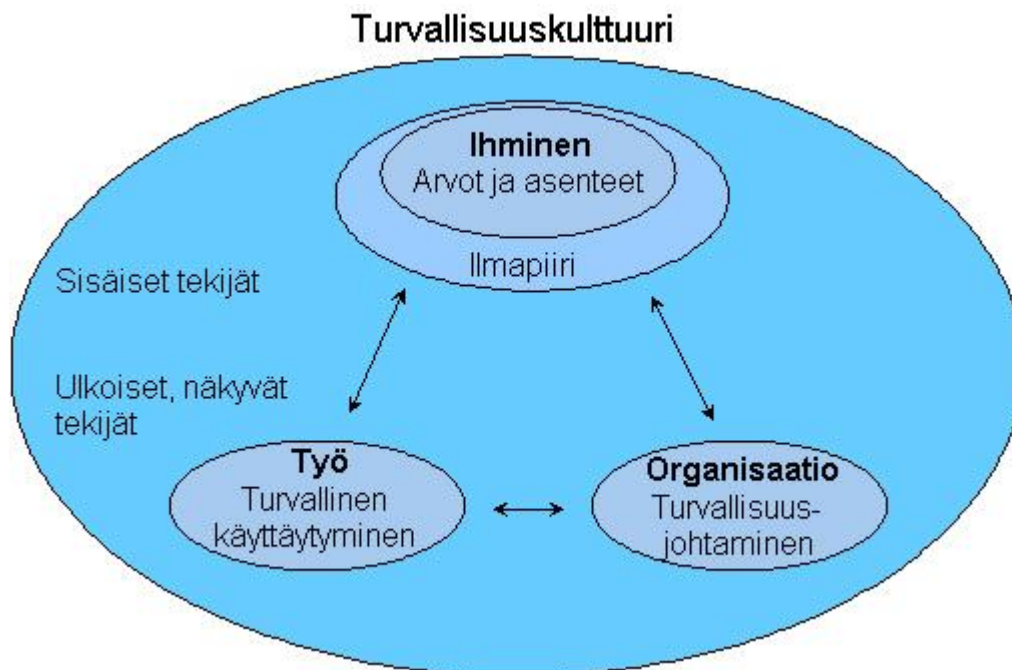 Turvallisuuskulttuuri
Ihminen
Arvot ja asenteet
Ilmapiiri
Sisäiset tekijät
Ulkoiset, näkyvät
tekijät
Työ
Turvallinen
käyttäytyminen
Organisaatio
Turvallisuus-
johtaminen